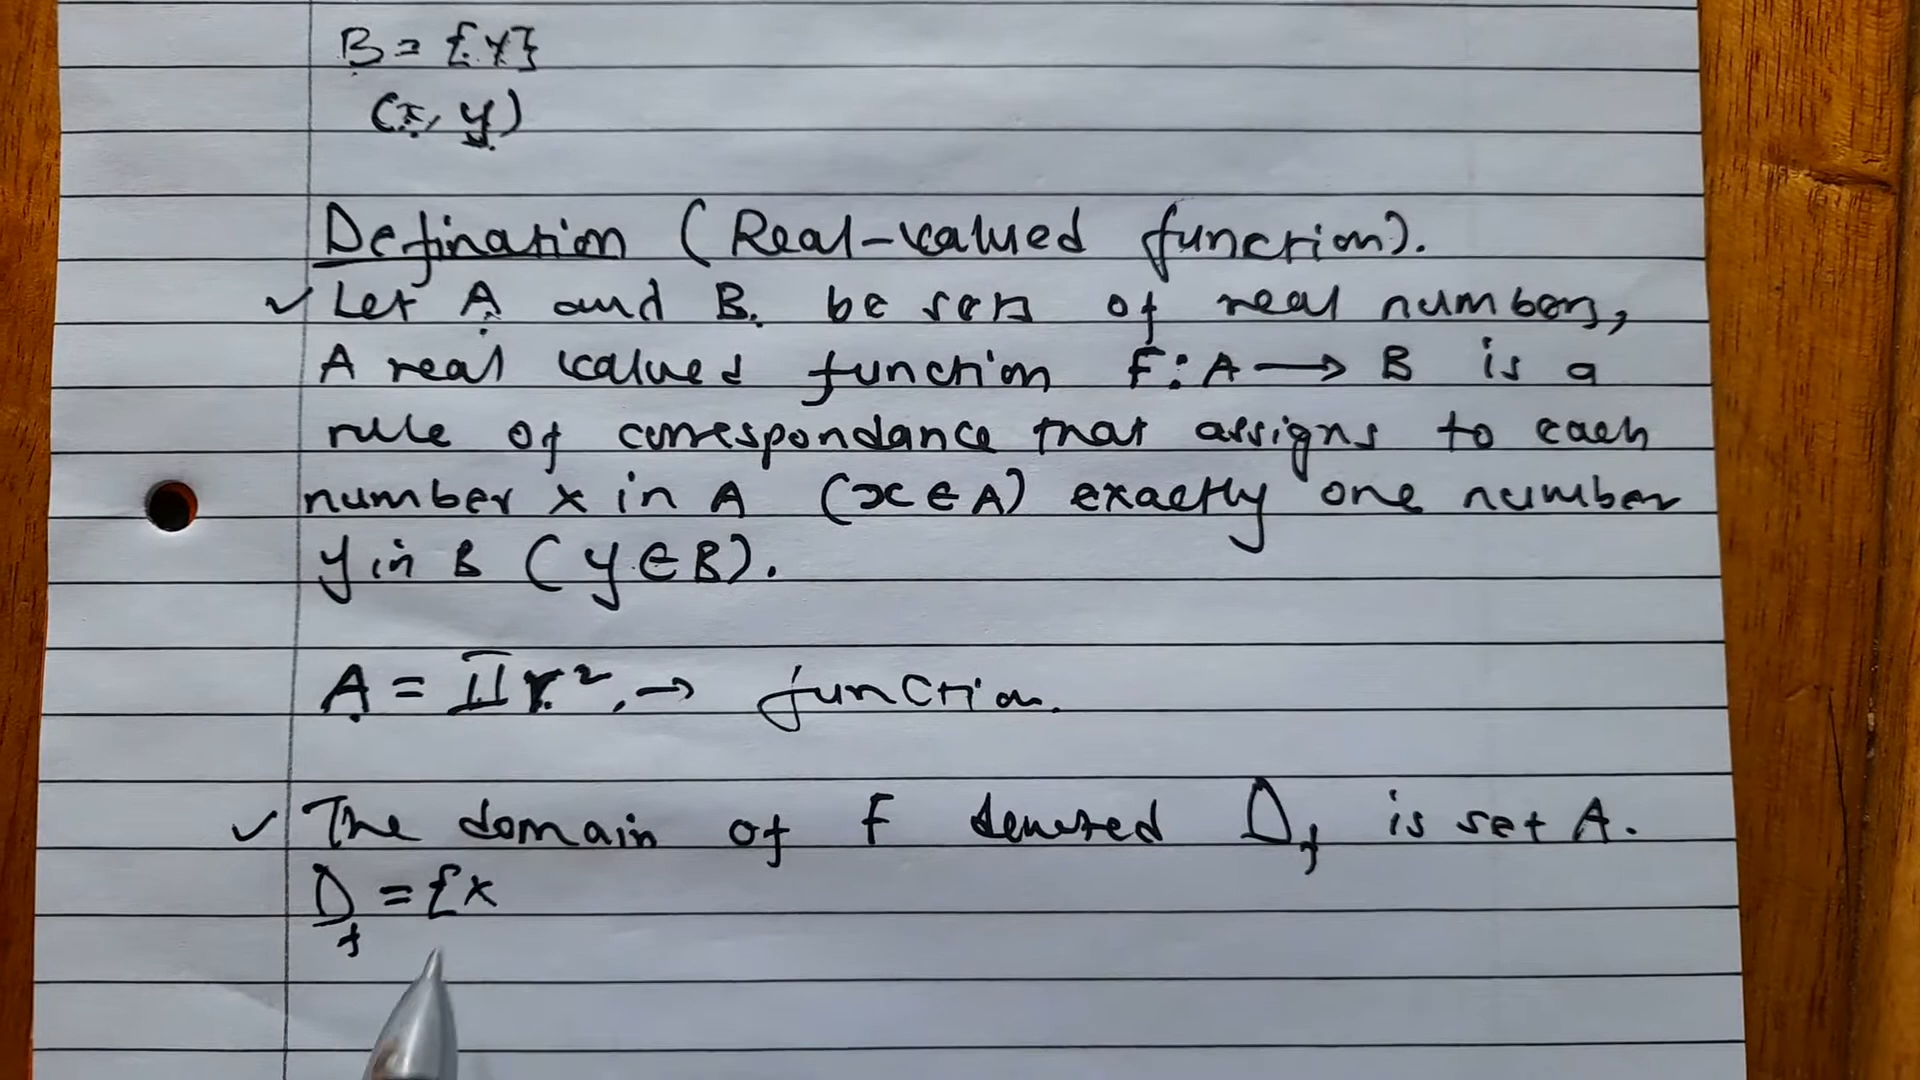 B = {Y}
(x, y)
Defination (Real-valued function).
✓ Let A and B. be sets of real numbers,
A real valued function F: A → B is a
rule of correspondance that assigns to each
number x in A (x ∈ A) exactly one number
y in B (y ∈ B).
A = πr², → function.
✓ The domain of F denoted D_f is set A.
D_f = {x